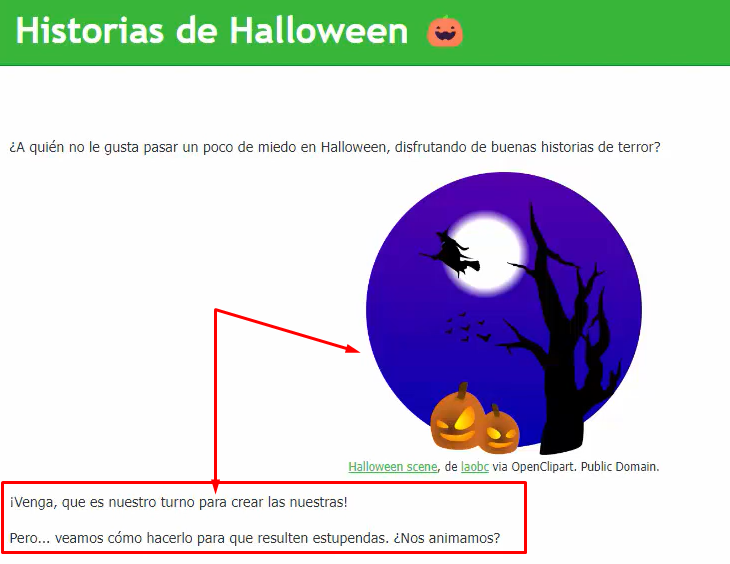 Historias de Halloween
¿A quién no le gusta pasar un poco de miedo en Halloween, disfrutando de buenas historias de terror?
Halloween scene, de laobc via OpenClipart. Public Domain.
¡Venga, que es nuestro turno para crear las nuestras!
Pero... veamos cómo hacerlo para que resulten estupendas. ¿Nos animamos?